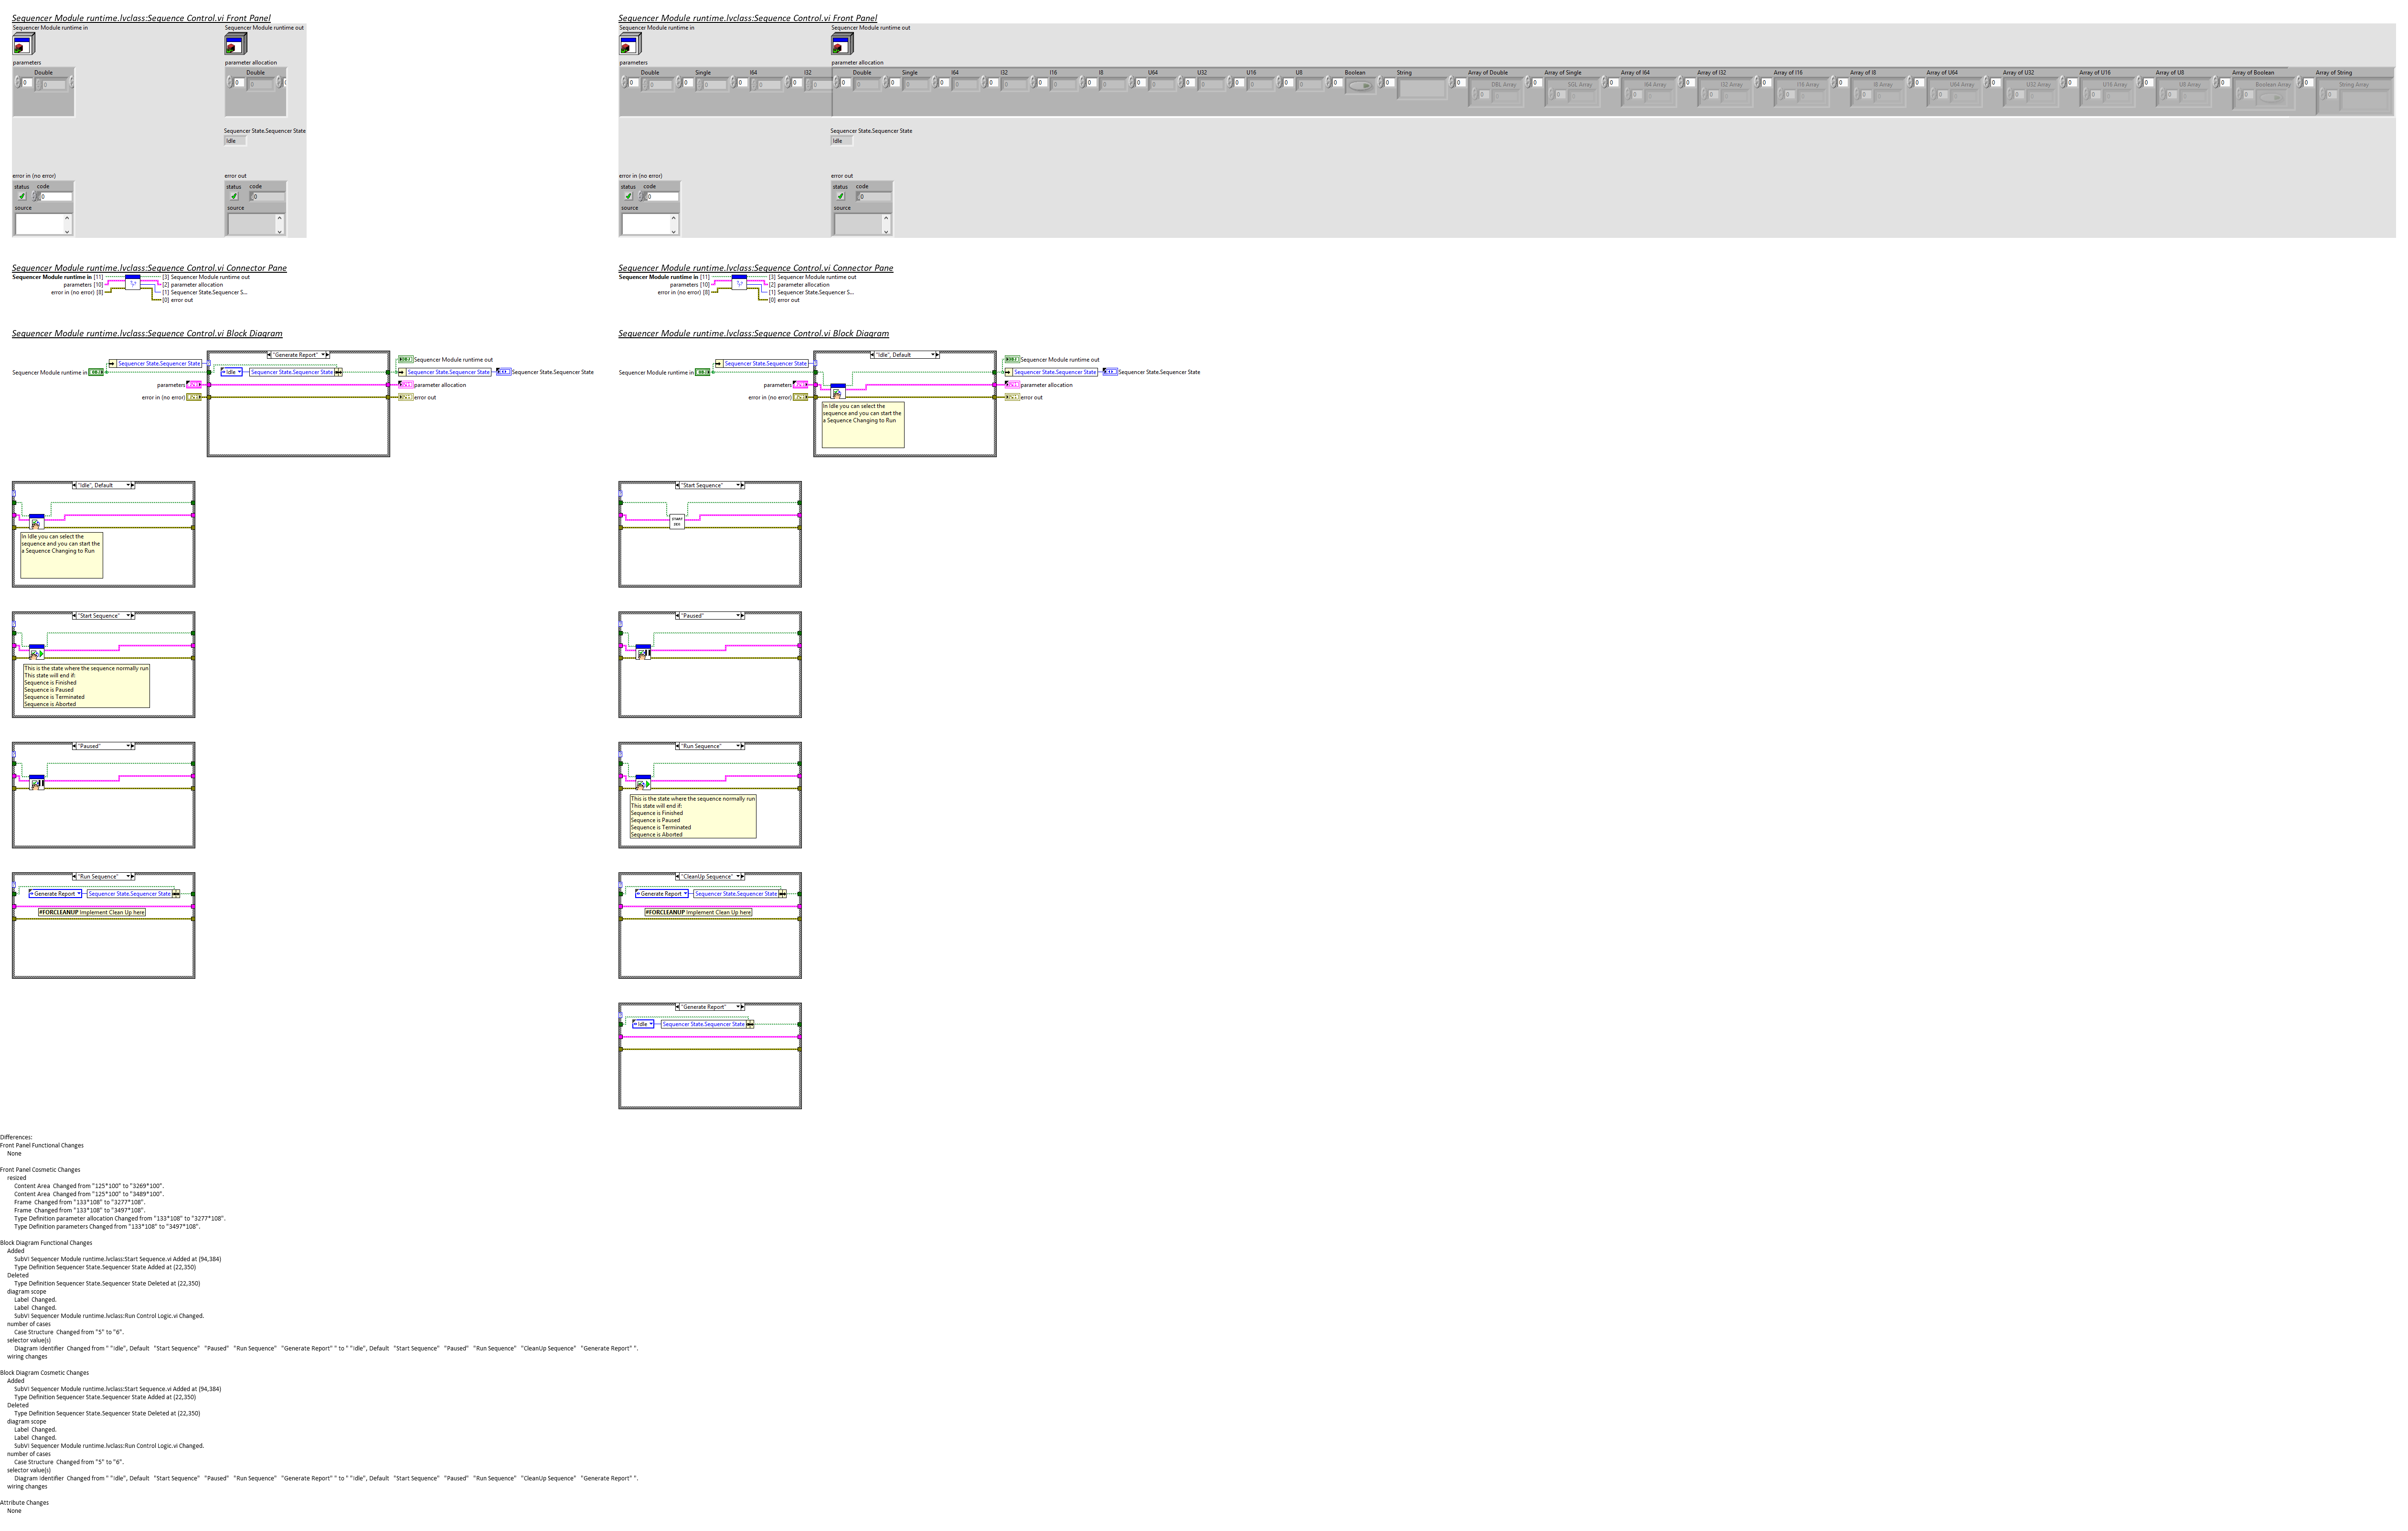 Sequencer Module runtime.lvclass:Sequence Control.vi Front Panel
Sequencer Module runtime in
Sequencer Module runtime out
parameters
parameter allocation
Double
Double
0
0
0
Sequencer State.Sequencer State
Idle
error in (no error)
error out
status code
status code
0
0
source
source
Sequencer Module runtime.lvclass:Sequence Control.vi Connector Pane
Sequencer Module runtime in [11]
parameters [10]
error in (no error) [8]
[3] Sequencer Module runtime out
[2] parameter allocation
[1] Sequencer State.Sequencer S...
[0] error out
Sequencer Module runtime.lvclass:Sequence Control.vi Block Diagram
"Generate Report"
Sequencer State.Sequencer State
Sequencer Module runtime in
Idle
Sequencer State.Sequencer State
Sequencer Module runtime out
Sequencer State.Sequencer State
Sequencer State.Sequencer State
parameters
parameter allocation
error in (no error)
error out
"Idle", Default
In Idle you can select the
sequence and you can start the
a Sequence Changing to Run
"Start Sequence"
This is the state where the sequence normally run
This state will end if:
Sequence is Finished
Sequence is Paused
Sequence is Terminated
Sequence is Aborted
"Paused"
"Run Sequence"
Generate Report
Sequencer State.Sequencer State
#FORCLEANUP Implement Clean Up here
Sequencer Module runtime.lvclass:Sequence Control.vi Front Panel
Sequencer Module runtime in
Sequencer Module runtime out
parameters
parameter allocation
Double Single I64 I32
Double Single I64 I32 I16 I8 U64 U32 U16 U8 Boolean String Array of Double Array of Single Array of I64 Array of I32 Array of I16 Array of I8 Array of U64 Array of U32 Array of U16 Array of U8 Array of Boolean Array of String
DBL Array SGL Array I64 Array I32 Array I16 Array I8 Array U64 Array U32 Array U16 Array U8 Array Boolean Array String Array
Sequencer State.Sequencer State
Idle
error in (no error)
error out
status code
status code
0
0
source
source
Sequencer Module runtime.lvclass:Sequence Control.vi Connector Pane
Sequencer Module runtime in [11]
parameters [10]
error in (no error) [8]
[3] Sequencer Module runtime out
[2] parameter allocation
[1] Sequencer State.Sequencer S...
[0] error out
Sequencer Module runtime.lvclass:Sequence Control.vi Block Diagram
"Idle", Default
Sequencer State.Sequencer State
Sequencer Module runtime in
Sequencer Module runtime out
Sequencer State.Sequencer State
Sequencer State.Sequencer State
parameters
parameter allocation
error in (no error)
error out
In Idle you can select the
sequence and you can start the
a Sequence Changing to Run
"Start Sequence"
START
SEQ
"Paused"
"Run Sequence"
This is the state where the sequence normally run
This state will end if:
Sequence is Finished
Sequence is Paused
Sequence is Terminated
Sequence is Aborted
"CleanUp Sequence"
Generate Report
Sequencer State.Sequencer State
#FORCLEANUP Implement Clean Up here
"Generate Report"
Idle
Sequencer State.Sequencer State
Differences:
Front Panel Functional Changes
None
Front Panel Cosmetic Changes
resized
Content Area Changed from "125*100" to "3269*100".
Content Area Changed from "125*100" to "3489*100".
Frame Changed from "133*108" to "3277*108".
Frame Changed from "133*108" to "3497*108".
Type Definition parameter allocation Changed from "133*108" to "3277*108".
Type Definition parameters Changed from "133*108" to "3497*108".
Block Diagram Functional Changes
Added
SubVI Sequencer Module runtime.lvclass:Start Sequence.vi Added at (94,384)
Type Definition Sequencer State.Sequencer State Added at (22,350)
Deleted
Type Definition Sequencer State.Sequencer State Deleted at (22,350)
diagram scope
Label Changed.
Label Changed.
SubVI Sequencer Module runtime.lvclass:Run Control Logic.vi Changed.
number of cases
Case Structure Changed from "5" to "6".
selector value(s)
Diagram Identifier Changed from " "Idle", Default "Start Sequence" "Paused" "Run Sequence" "Generate Report" " to " "Idle", Default "Start Sequence" "Paused" "Run Sequence" "CleanUp Sequence" "Generate Report" ".
wiring changes
Block Diagram Cosmetic Changes
Added
SubVI Sequencer Module runtime.lvclass:Start Sequence.vi Added at (94,384)
Type Definition Sequencer State.Sequencer State Added at (22,350)
Deleted
Type Definition Sequencer State.Sequencer State Deleted at (22,350)
diagram scope
Label Changed.
Label Changed.
SubVI Sequencer Module runtime.lvclass:Run Control Logic.vi Changed.
number of cases
Case Structure Changed from "5" to "6".
selector value(s)
Diagram Identifier Changed from " "Idle", Default "Start Sequence" "Paused" "Run Sequence" "Generate Report" " to " "Idle", Default "Start Sequence" "Paused" "Run Sequence" "CleanUp Sequence" "Generate Report" ".
wiring changes
Attribute Changes
None